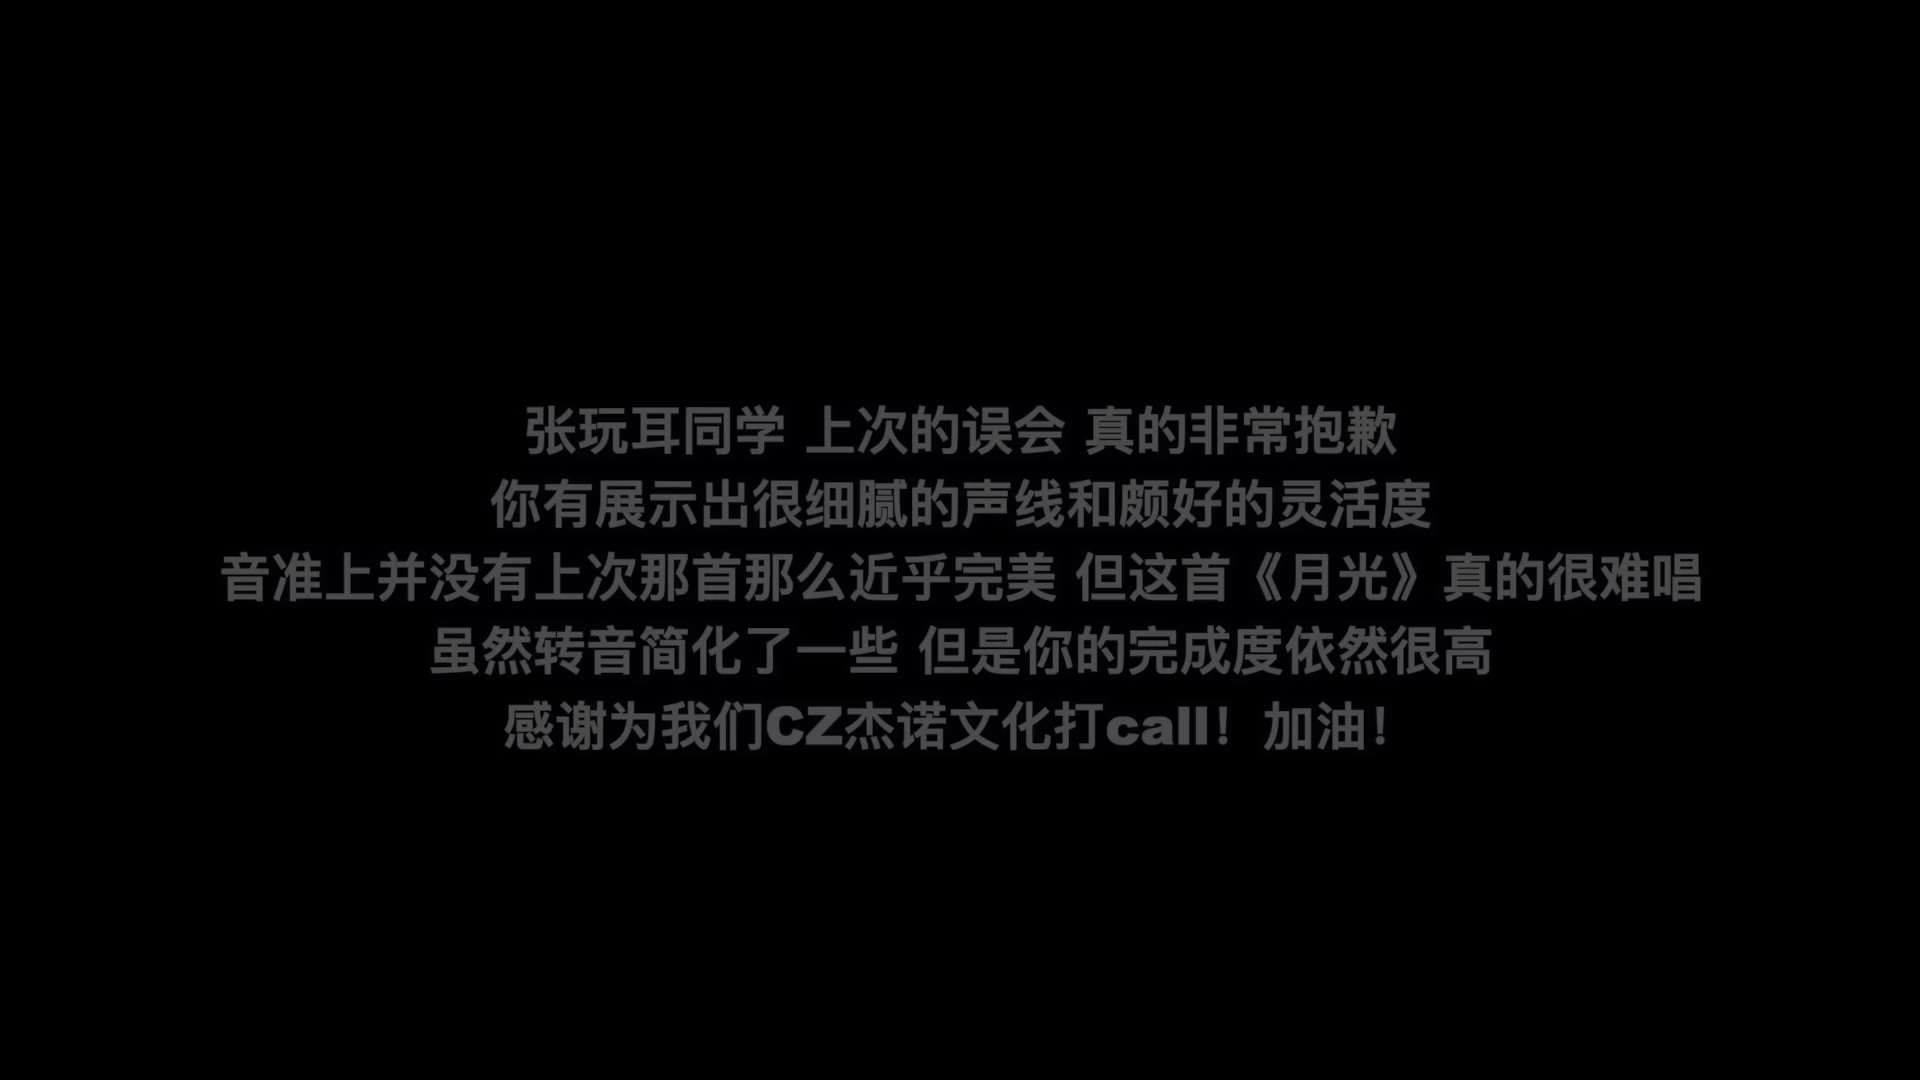 张玩耳同学 上次的误会 真的非常抱歉
你有展示出很细腻的声线和颇好的灵活度
音准上并没有上次那首那么近乎完美 但这首《月光》真的很难唱
虽然转音简化了一些 但是你的完成度依然很高
感谢为我们CZ杰诺文化打call！加油！